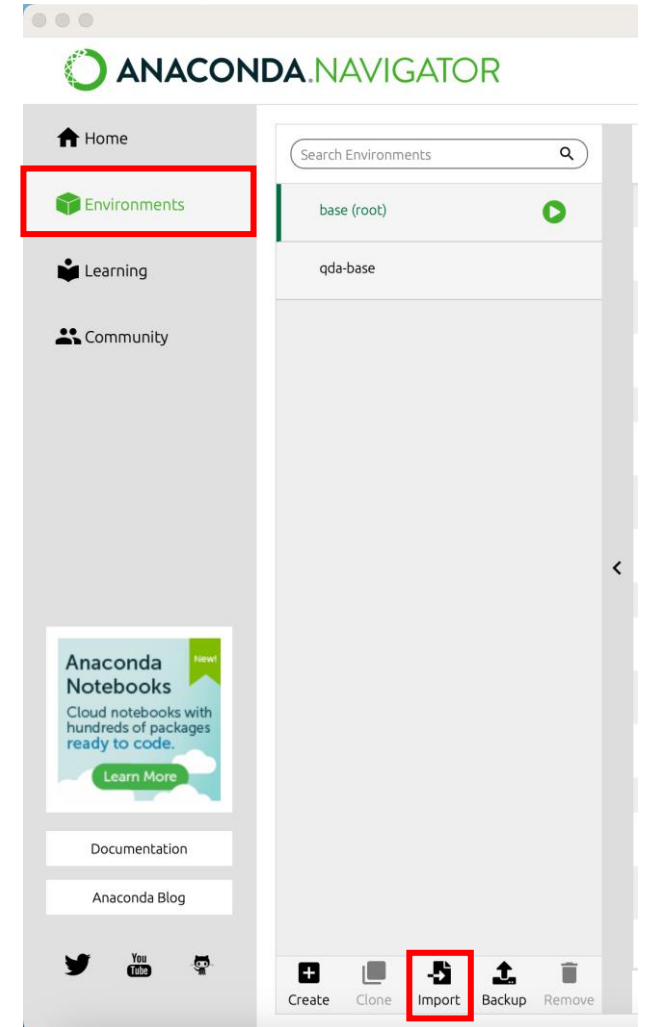 ANACONDA.NAVIGATOR
Home
Environments
Learning
Community
Search Environments
base (root)
qda-base
Anaconda
Notebooks
New!
Cloud notebooks with
hundreds of packages
ready to code.
Learn More
Documentation
Anaconda Blog
You
Tube
Create Clone Import Backup Remove